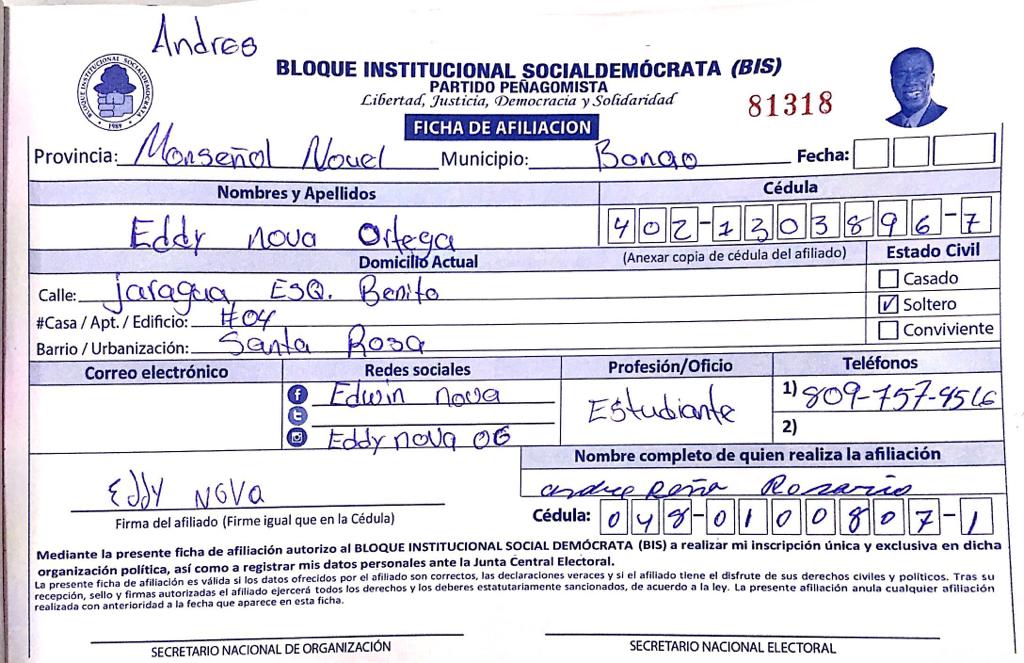 Andres
BLOQUE INSTITUCIONAL SOCIALDEMÓCRATA (BIS)
PARTIDO PEÑAGOMISTA
Libertad, Justicia, Democracia y Solidaridad
81318
FICHA DE AFILIACION
BLOQUE INSTITUCIONAL SOCIALDEMOCRATA
1989
Provincia: Monseñol Nouel Municipio: Bonao Fecha:
Nombres y Apellidos Cédula
Eddy nova Ortega 402-1303896-7
Domicilio Actual (Anexar copia de cédula del afiliado) Estado Civil
Calle: jaragua ESQ. Benito Casado
#Casa / Apt. / Edificio: #04 Soltero
Barrio / Urbanización: Santa Rosa Conviviente
Correo electrónico Redes sociales Profesión/Oficio Teléfonos
Edwin nova Estudiante 1) 809-757-9516
Eddy nova 06 2)
Nombre completo de quien realiza la afiliación
Eddy Nova andre Peña Rosario
Firma del afiliado (Firme igual que en la Cédula) Cédula: 048-0100807-1
Mediante la presente ficha de afiliación autorizo al BLOQUE INSTITUCIONAL SOCIAL DEMÓCRATA (BIS) a realizar mi inscripción única y exclusiva en dicha
organización política, así como a registrar mis datos personales ante la Junta Central Electoral.
La presente ficha de afiliación es válida si los datos ofrecidos por el afiliado son correctos, las declaraciones veraces y si el afiliado tiene el disfrute de sus derechos civiles y políticos. Tras su
recepción, sello y firmas autorizadas el afiliado ejercerá todos los derechos y los deberes estatutariamente sancionados, de acuerdo a la ley. La presente afiliación anula cualquier afiliación
realizada con anterioridad a la fecha que aparece en esta ficha.
SECRETARIO NACIONAL DE ORGANIZACIÓN SECRETARIO NACIONAL ELECTORAL